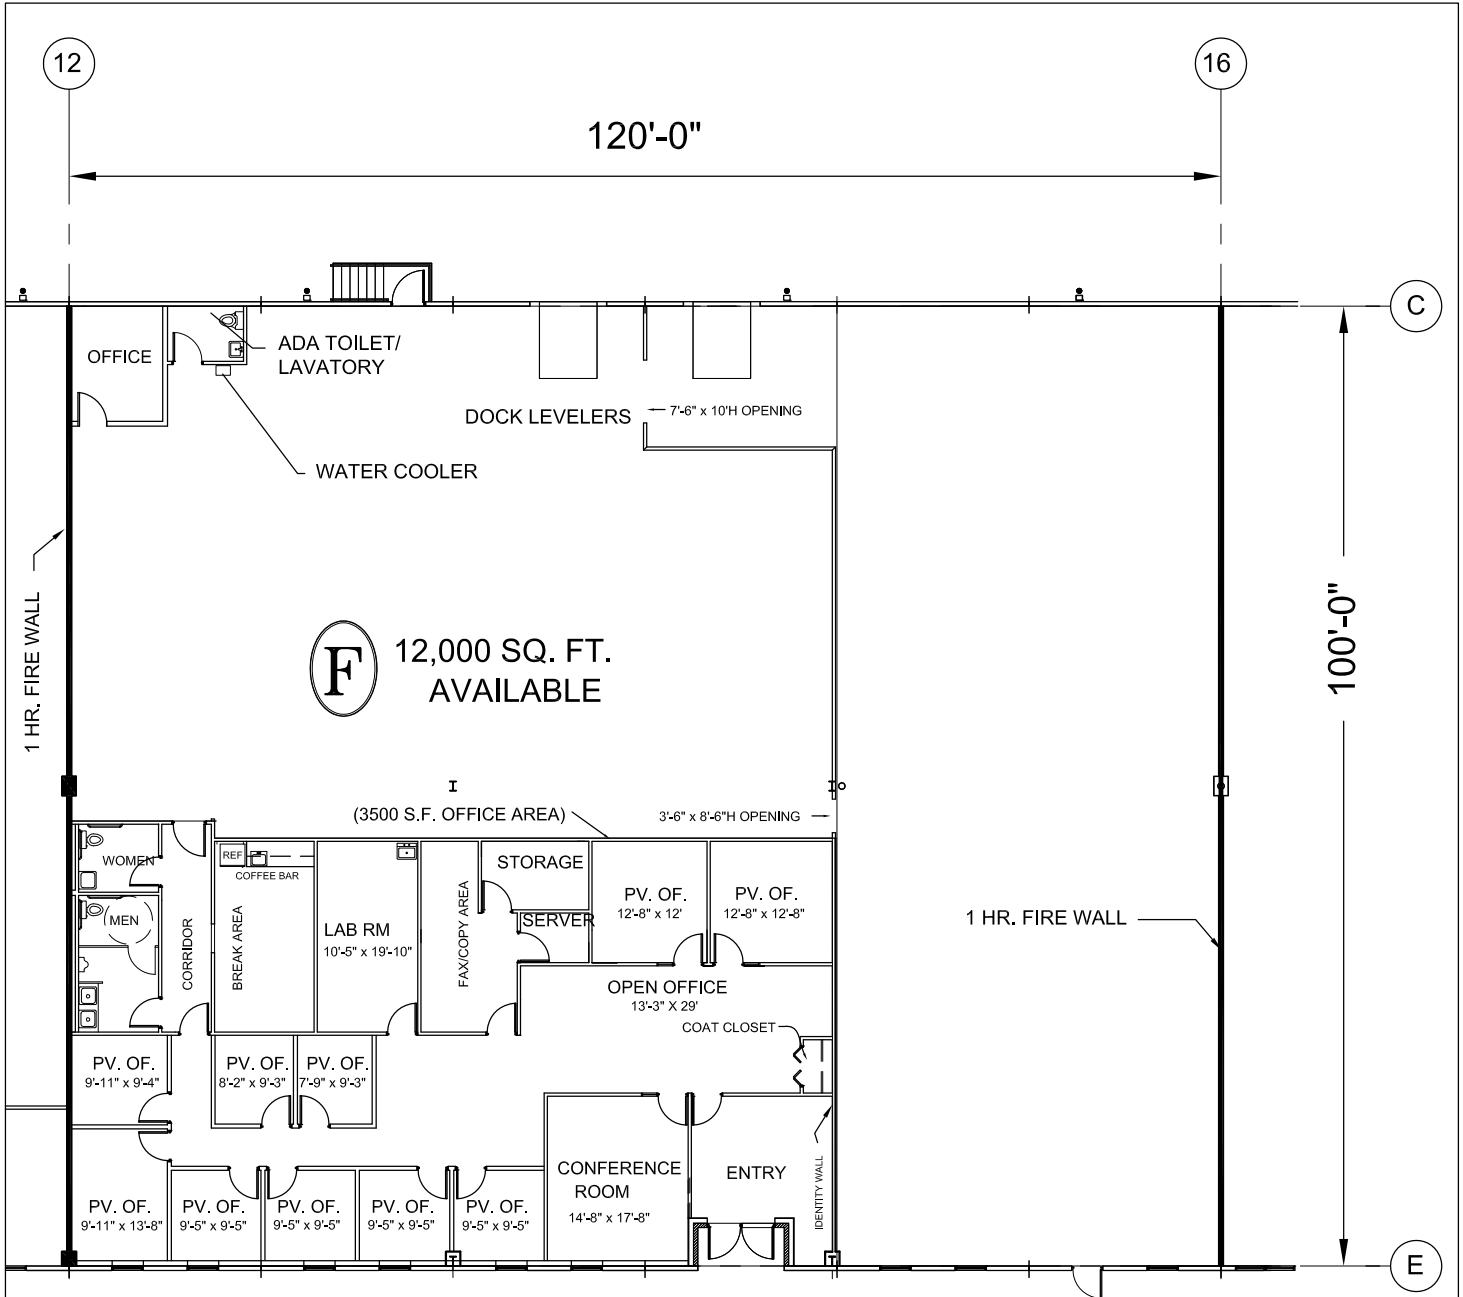 12
16
120'-0"
C
OFFICE
ADA TOILET/
LAVATORY
DOCK LEVELERS
7'-6" x 10'H OPENING
WATER COOLER
1 HR. FIRE WALL
100'-0"
F
12,000 SQ. FT.
AVAILABLE
(3500 S.F. OFFICE AREA)
3'-6" x 8'-6"H OPENING
WOMEN
REF
COFFEE BAR
STORAGE
PV. OF.
12'-8" x 12'
PV. OF.
12'-8" x 12'-8"
MEN
CORRIDOR
BREAK AREA
LAB RM
10'-5" x 19'-10"
FAX/COPY AREA
SERVER
1 HR. FIRE WALL
OPEN OFFICE
13'-3" X 29'
COAT CLOSET
PV. OF.
9'-11" x 9'-4"
PV. OF.
8'-2" x 9'-3"
PV. OF.
7'-9" x 9'-3"
CONFERENCE
ROOM
14'-8" x 17'-8"
ENTRY
IDENTITY WALL
PV. OF.
9'-11" x 13'-8"
PV. OF.
9'-5" x 9'-5"
PV. OF.
9'-5" x 9'-5"
PV. OF.
9'-5" x 9'-5"
PV. OF.
9'-5" x 9'-5"
E